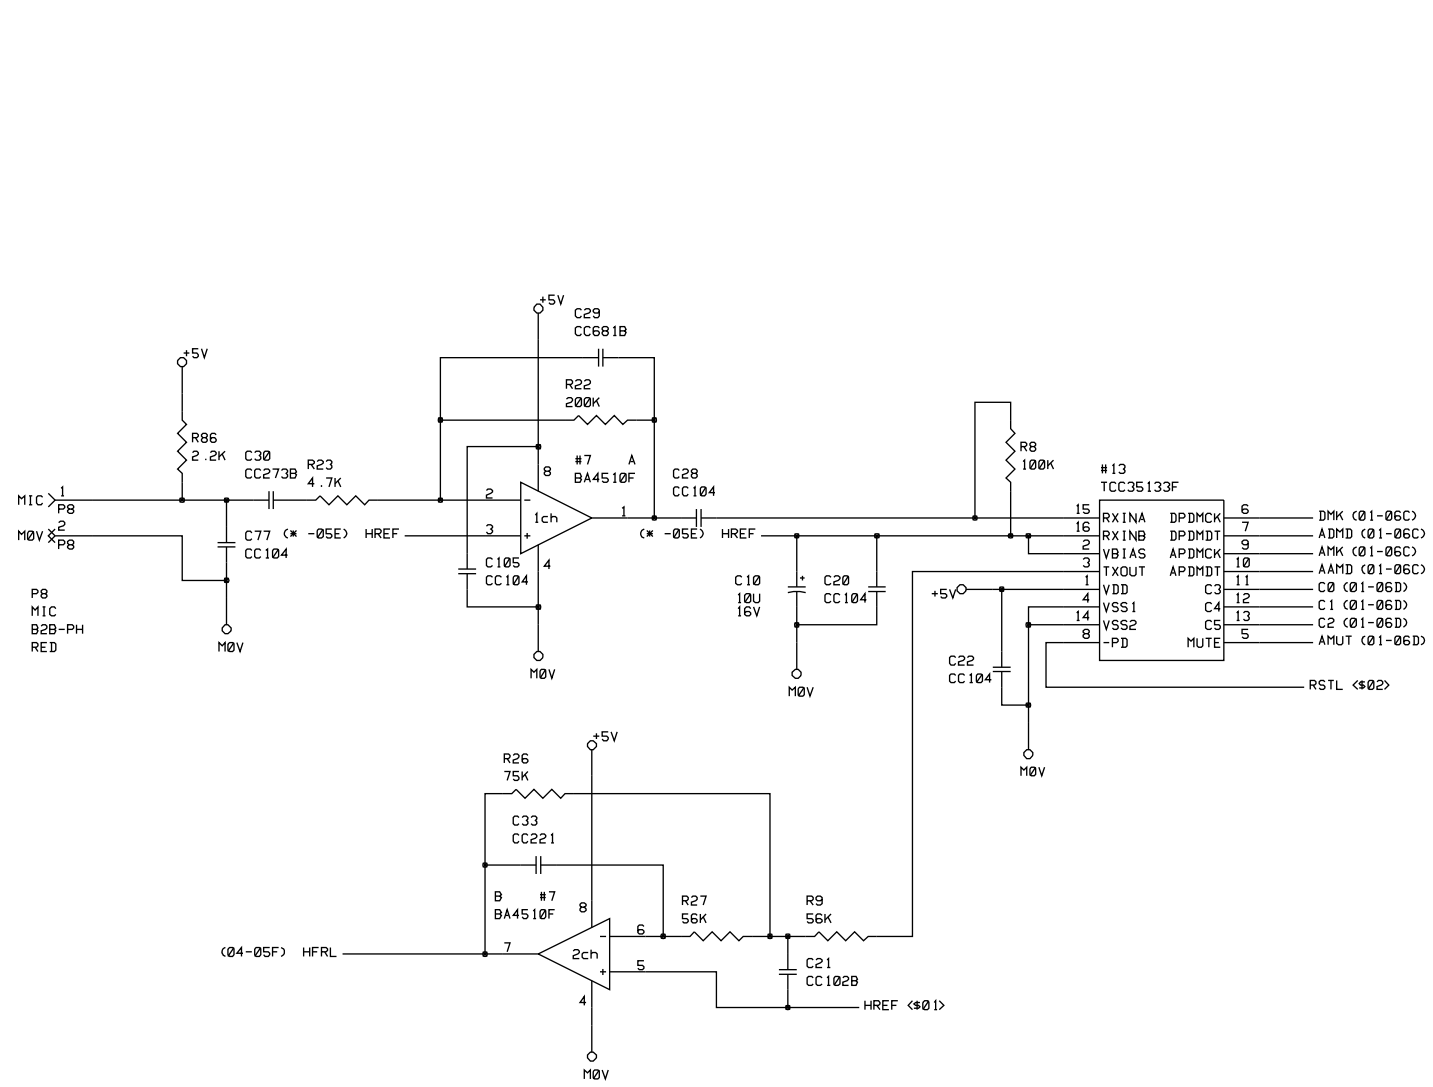 +5V
C29
CC681B
+5V
R22
200K
R86
2.2K
C30
CC273B
R23
4.7K
8
#7 A
BA4510F
C28
CC104
R8
100K
#13
TCC35133F
MIC 1
P8
2
- 1ch
1
15 RXINA DPDMCK 6 DMK (01-06C)
M0V 2
P8
C77
CC104
(* -05E) HREF 3
+
(* -05E) HREF
16 RXINB DPDMDT 7 ADMD (01-06C)
2 VBIAS APDMCK 9 AMK (01-06C)
C105
CC104
4
3 TXOUT APDMDT 10 AAMD (01-06C)
C10
10U
16V
+
C20
CC104
+5V
1 VDD C3 11 C0 (01-06D)
4 VSS1 C4 12 C1 (01-06D)
14 VSS2 C5 13 C2 (01-06D)
8 -PD MUTE 5 AMUT (01-06D)
P8
MIC
B2B-PH
RED
M0V
M0V
M0V
C22
CC104
RSTL <$02>
M0V
+5V
R26
75K
C33
CC221
B #7
BA4510F
8
R27
56K
R9
56K
6
-
(04-05F) HFRL
7
2ch
+
5
C21
CC102B
4
HREF <$01>
M0V